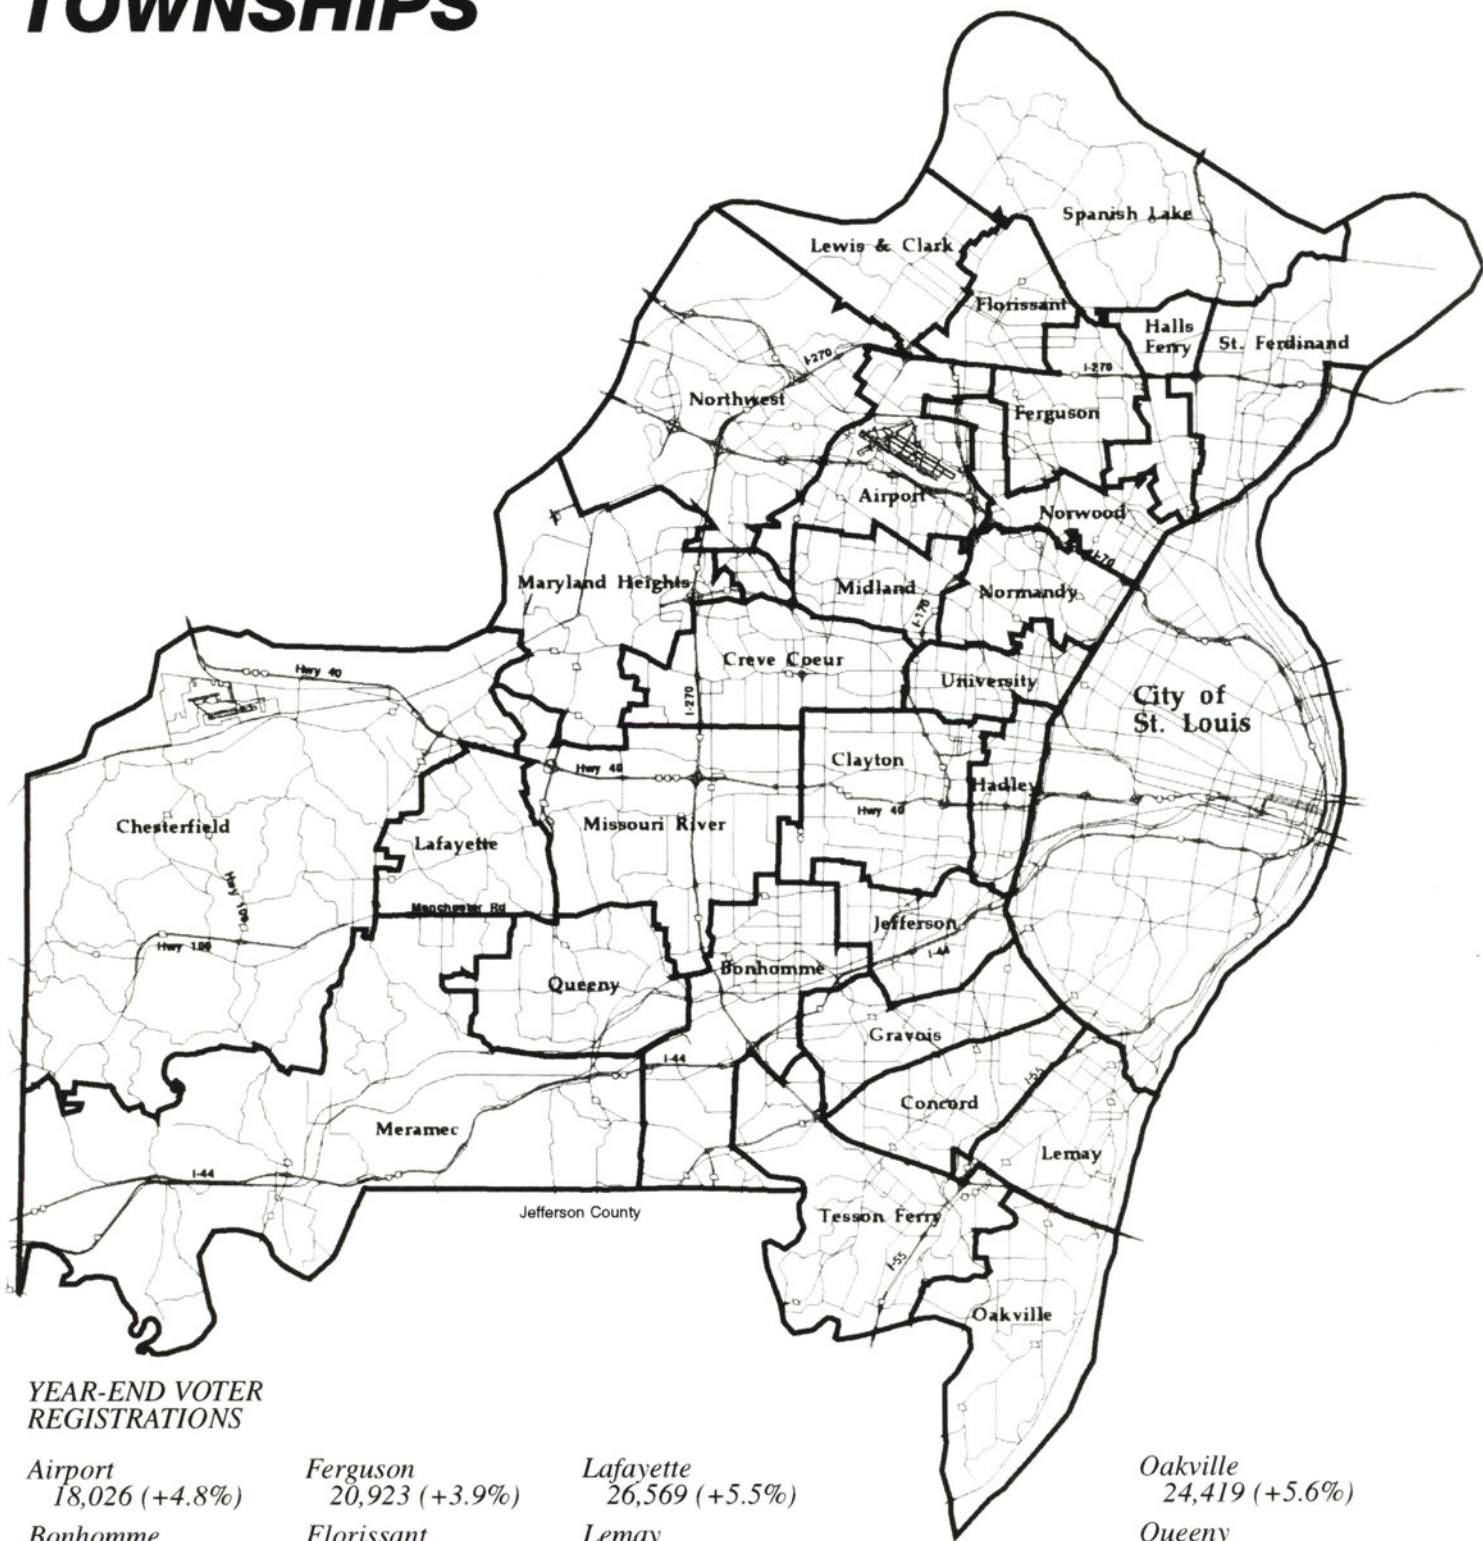 TOWNSHIPS
Spanish Lake
Lewis & Clark
Florissant
Halls
Ferry
St. Ferdinand
I-270
I-270
Northwest
Ferguson
Airport
Norwood
I-70
Maryland Heights
Midland
Normandy
I-170
Creve Coeur
University
Hwy 40
I-270
City of
St. Louis
Clayton
Hwy 40
Hadley
Hwy 40
Chesterfield
Missouri River
Lafayette
Hwy 109
Manchester Rd
Jefferson
Hwy 100
I-44
Bonhomme
Queeny
Gravois
I-44
I-55
Concord
Meramec
Lemay
I-44
Jefferson County
Tesson Ferry
I-55
Oakville
YEAR-END VOTER
REGISTRATIONS
Airport Ferguson Lafayette Oakville
18,026 (+4.8%) 20,923 (+3.9%) 26,569 (+5.5%) 24,419 (+5.6%)
Bonhomme Florissant Lemay Queeny